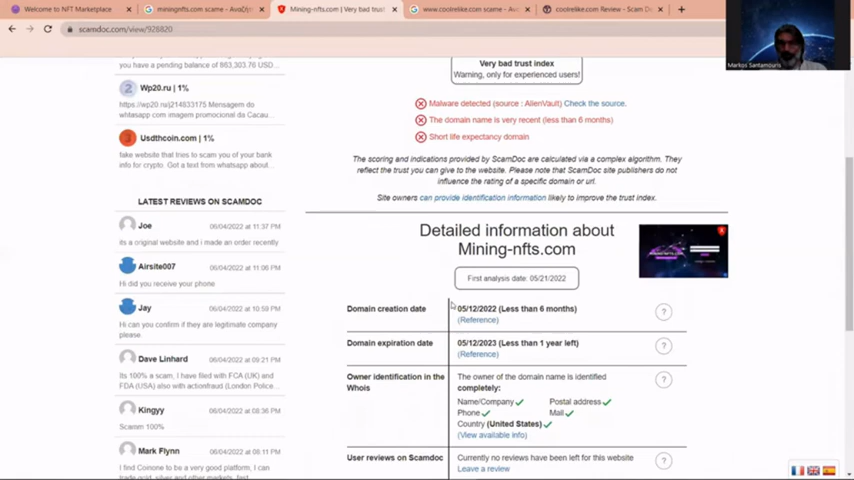 Welcome to NFT Marketplace
miningnfts.com scame - Αναζήτη
Mining-nfts.com | Very bad trust
www.coolrelike.com scame - Αν
coolrelike.com Review - Scam D
scamdoc.com/view/928820
Markos Santamouris
you have a pending balance of 863,303.76 USD...
Wp20.ru | 1%
https://wp20.ru/@14833175 Mensagem do
whtasapp com imagem promocional da Cacau
Usdthcoin.com | 1%
fake website that tries to scam you of your bank
info for crypto. Got a text from whatsapp about...
LATEST REVIEWS ON SCAMDOC
Joe 06/04/2022 at 11:37 PM
its a original website and i made an order recently
Airsite007 06/04/2022 at 11:06 PM
Hi did you receive your phone
Jay 06/04/2022 at 10:59 PM
Hi can you confirm if they are legitimate company
please
Dave Linhard 06/04/2022 at 09:21 PM
Its 100% a scam, I have filed with FCA (UK) and
FDA (USA) also with actionfraud (London Police...
Kingyy 06/04/2022 at 08:36 PM
Scamm 100%
Mark Flynn 06/04/2022 at 08:11 PM
I find Coinone to be a very good platform, I can
Very bad trust index
Warning, only for experienced users!
Malware detected (source : AlienVault) Check the source.
The domain name is very recent (less than 6 months)
Short life expectancy domain
The scoring and indications provided by ScamDoc are calculated via a complex algorithm. They
reflect the trust you can give to the website. Please note that ScamDoc site publishers do not
influence the rating of a specific domain or url.
Site owners can provide identification information likely to improve the trust index.
Detailed information about
Mining-nfts.com
First analysis date: 05/21/2022
Domain creation date
05/12/2022 (Less than 6 months)
(Reference)
?
Domain expiration date
05/12/2023 (Less than 1 year left)
(Reference)
?
Owner identification in the
Whois
The owner of the domain name is identified
completely:
Name/Company Postal address
Phone Mail
Country (United States)
(View available info)
?
User reviews on Scamdoc
Currently no reviews have been left for this website
Leave a review
?